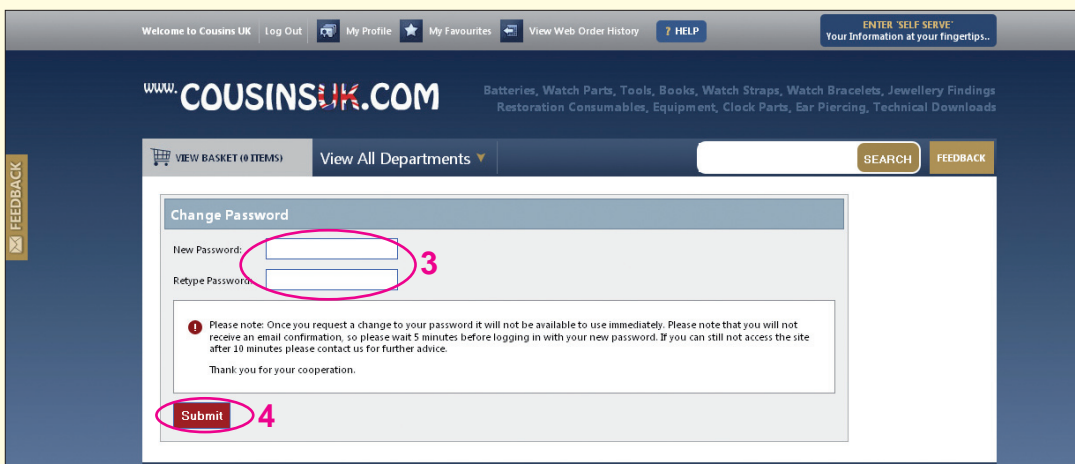 Welcome to Cousins UK Log Out My Profile My Favourites View Web Order History ? HELP
ENTER 'SELF SERVE'
Your Information at your fingertips..
www.COUSINSUK.COM
Batteries, Watch Parts, Tools, Books, Watch Straps, Watch Bracelets, Jewellery Findings
Restoration Consumables, Equipment, Clock Parts, Ear Piercing, Technical Downloads
VIEW BASKET (0 ITEMS) View All Departments SEARCH FEEDBACK
FEEDBACK
Change Password
New Password:
3
Retype Password:
Please note: Once you request a change to your password it will not be available to use immediately. Please note that you will not
receive an email confirmation, so please wait 5 minutes before logging in with your new password. If you can still not access the site
after 10 minutes please contact us for further advice.
Thank you for your cooperation.
Submit 4